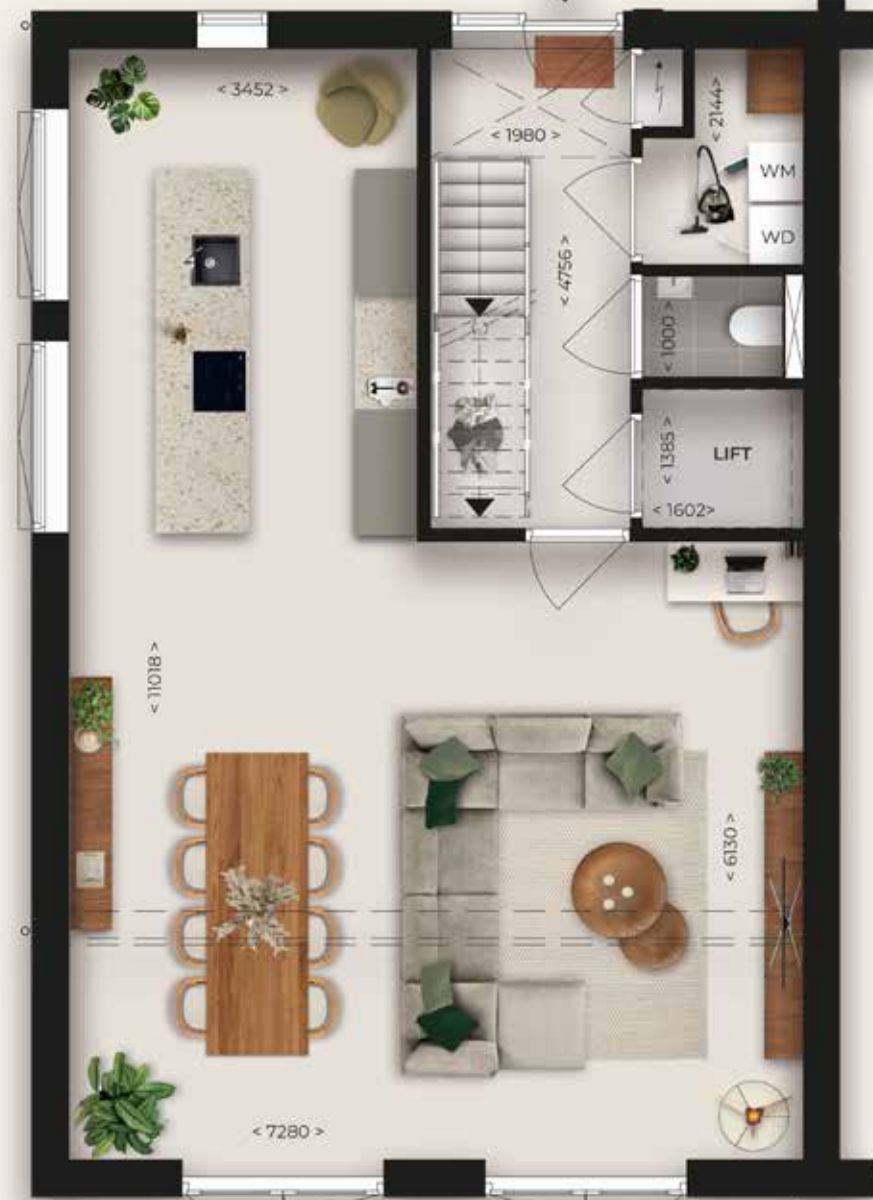 < 3452 >
< 1980 >
< 2144 >
WM
WD
< 4756 >
< 1000 >
< 1385 >
LIFT
< 1602>
< 11018 >
< 6130 >
< 7280 >